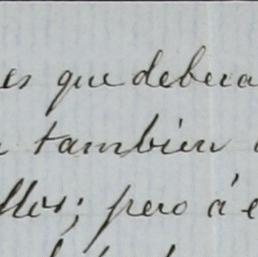 es que debera
también
llos; pero á e